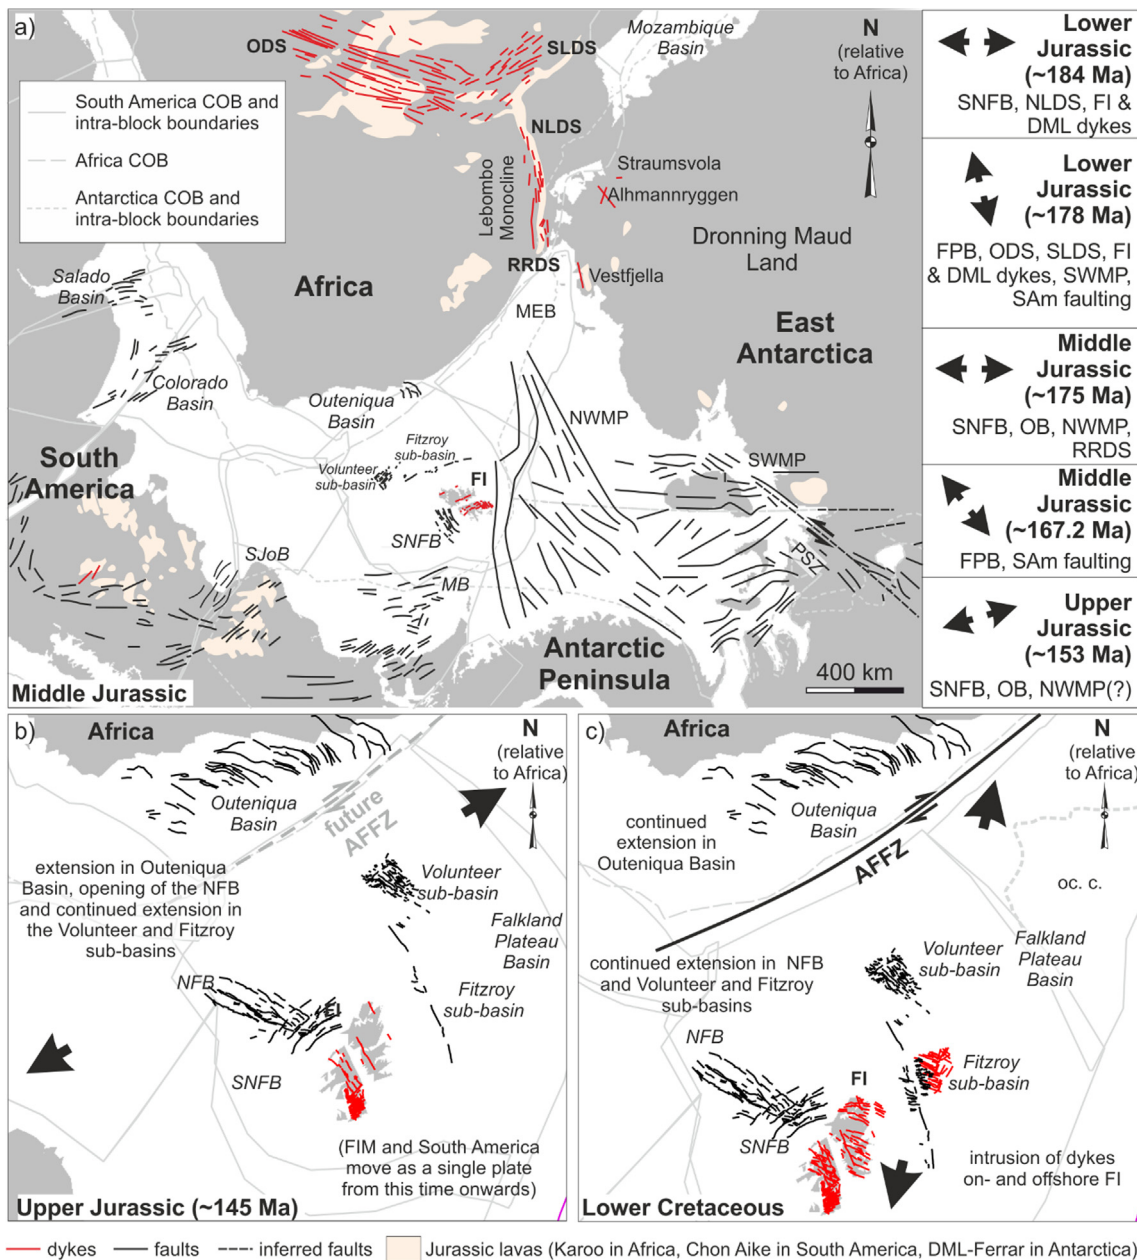 a)
ODS
SLDS
Mozambique
Basin
N
(relative
to Africa)
South America COB and
intra-block boundaries
Africa COB
Antarctica COB and
intra-block boundaries
NLDS
Lebombo
Monocline
Straumsvola
Alhmannryggen
Dronning Maud
Land
RRDS
Vestfjella
Salado
Basin
Africa
MEB
East
Antarctica
Colorado
Basin
Outeniqua
Basin
NWMP
Fitzroy
sub-basin
Volunteer
sub-basin
FI
SWMP
South
America
SNFB
PSZ
SJoB
MB
Antarctic
Peninsula
400 km
Middle Jurassic
Lower
Jurassic
(~184 Ma)
SNFB, NLDS, FI &
DML dykes
Lower
Jurassic
(~178 Ma)
FPB, ODS, SLDS, FI
& DML dykes, SWMP,
SAm faulting
Middle
Jurassic
(~175 Ma)
SNFB, OB, NWMP,
RRDS
Middle
Jurassic
(~167.2 Ma)
FPB, SAm faulting
Upper
Jurassic
(~153 Ma)
SNFB, OB, NWMP(?)
b)
Africa
N
(relative
to Africa)
Outeniqua
Basin
future
AFFZ
extension in Outeniqua
Basin, opening of the NFB
and continued extension in
the Volunteer and Fitzroy
sub-basins
Volunteer
sub-basin
Falkland
Plateau
Basin
NFB
Fitzroy
sub-basin
FI
SNFB
(FIM and South America
move as a single plate
from this time onwards)
Upper Jurassic (~145 Ma)
c)
Africa
N
(relative
to Africa)
Outeniqua
Basin
continued
extension in
Outeniqua Basin
AFFZ
oc. c.
continued extension in NFB
and Volunteer and Fitzroy
sub-basins
Volunteer
sub-basin
Falkland
Plateau
Basin
NFB
Fitzroy
sub-basin
FI
SNFB
intrusion of dykes
on- and offshore FI
Lower Cretaceous
dykes
faults
inferred faults
Jurassic lavas (Karoo in Africa, Chon Aike in South America, DML-Ferrar in Antarctica)